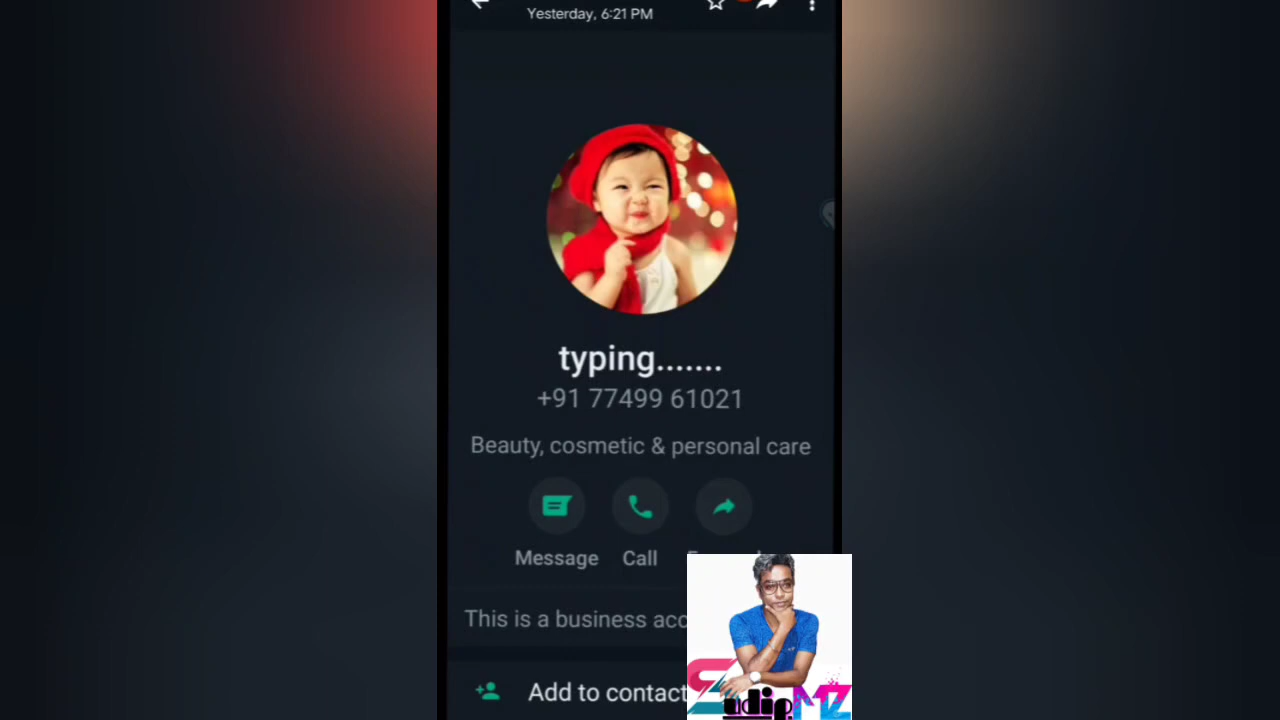 Yesterday, 6:21 PM
typing.......
+91 77499 61021
Beauty, cosmetic & personal care
Message
Call
This is a business acc
Add to contact
SudipMZ